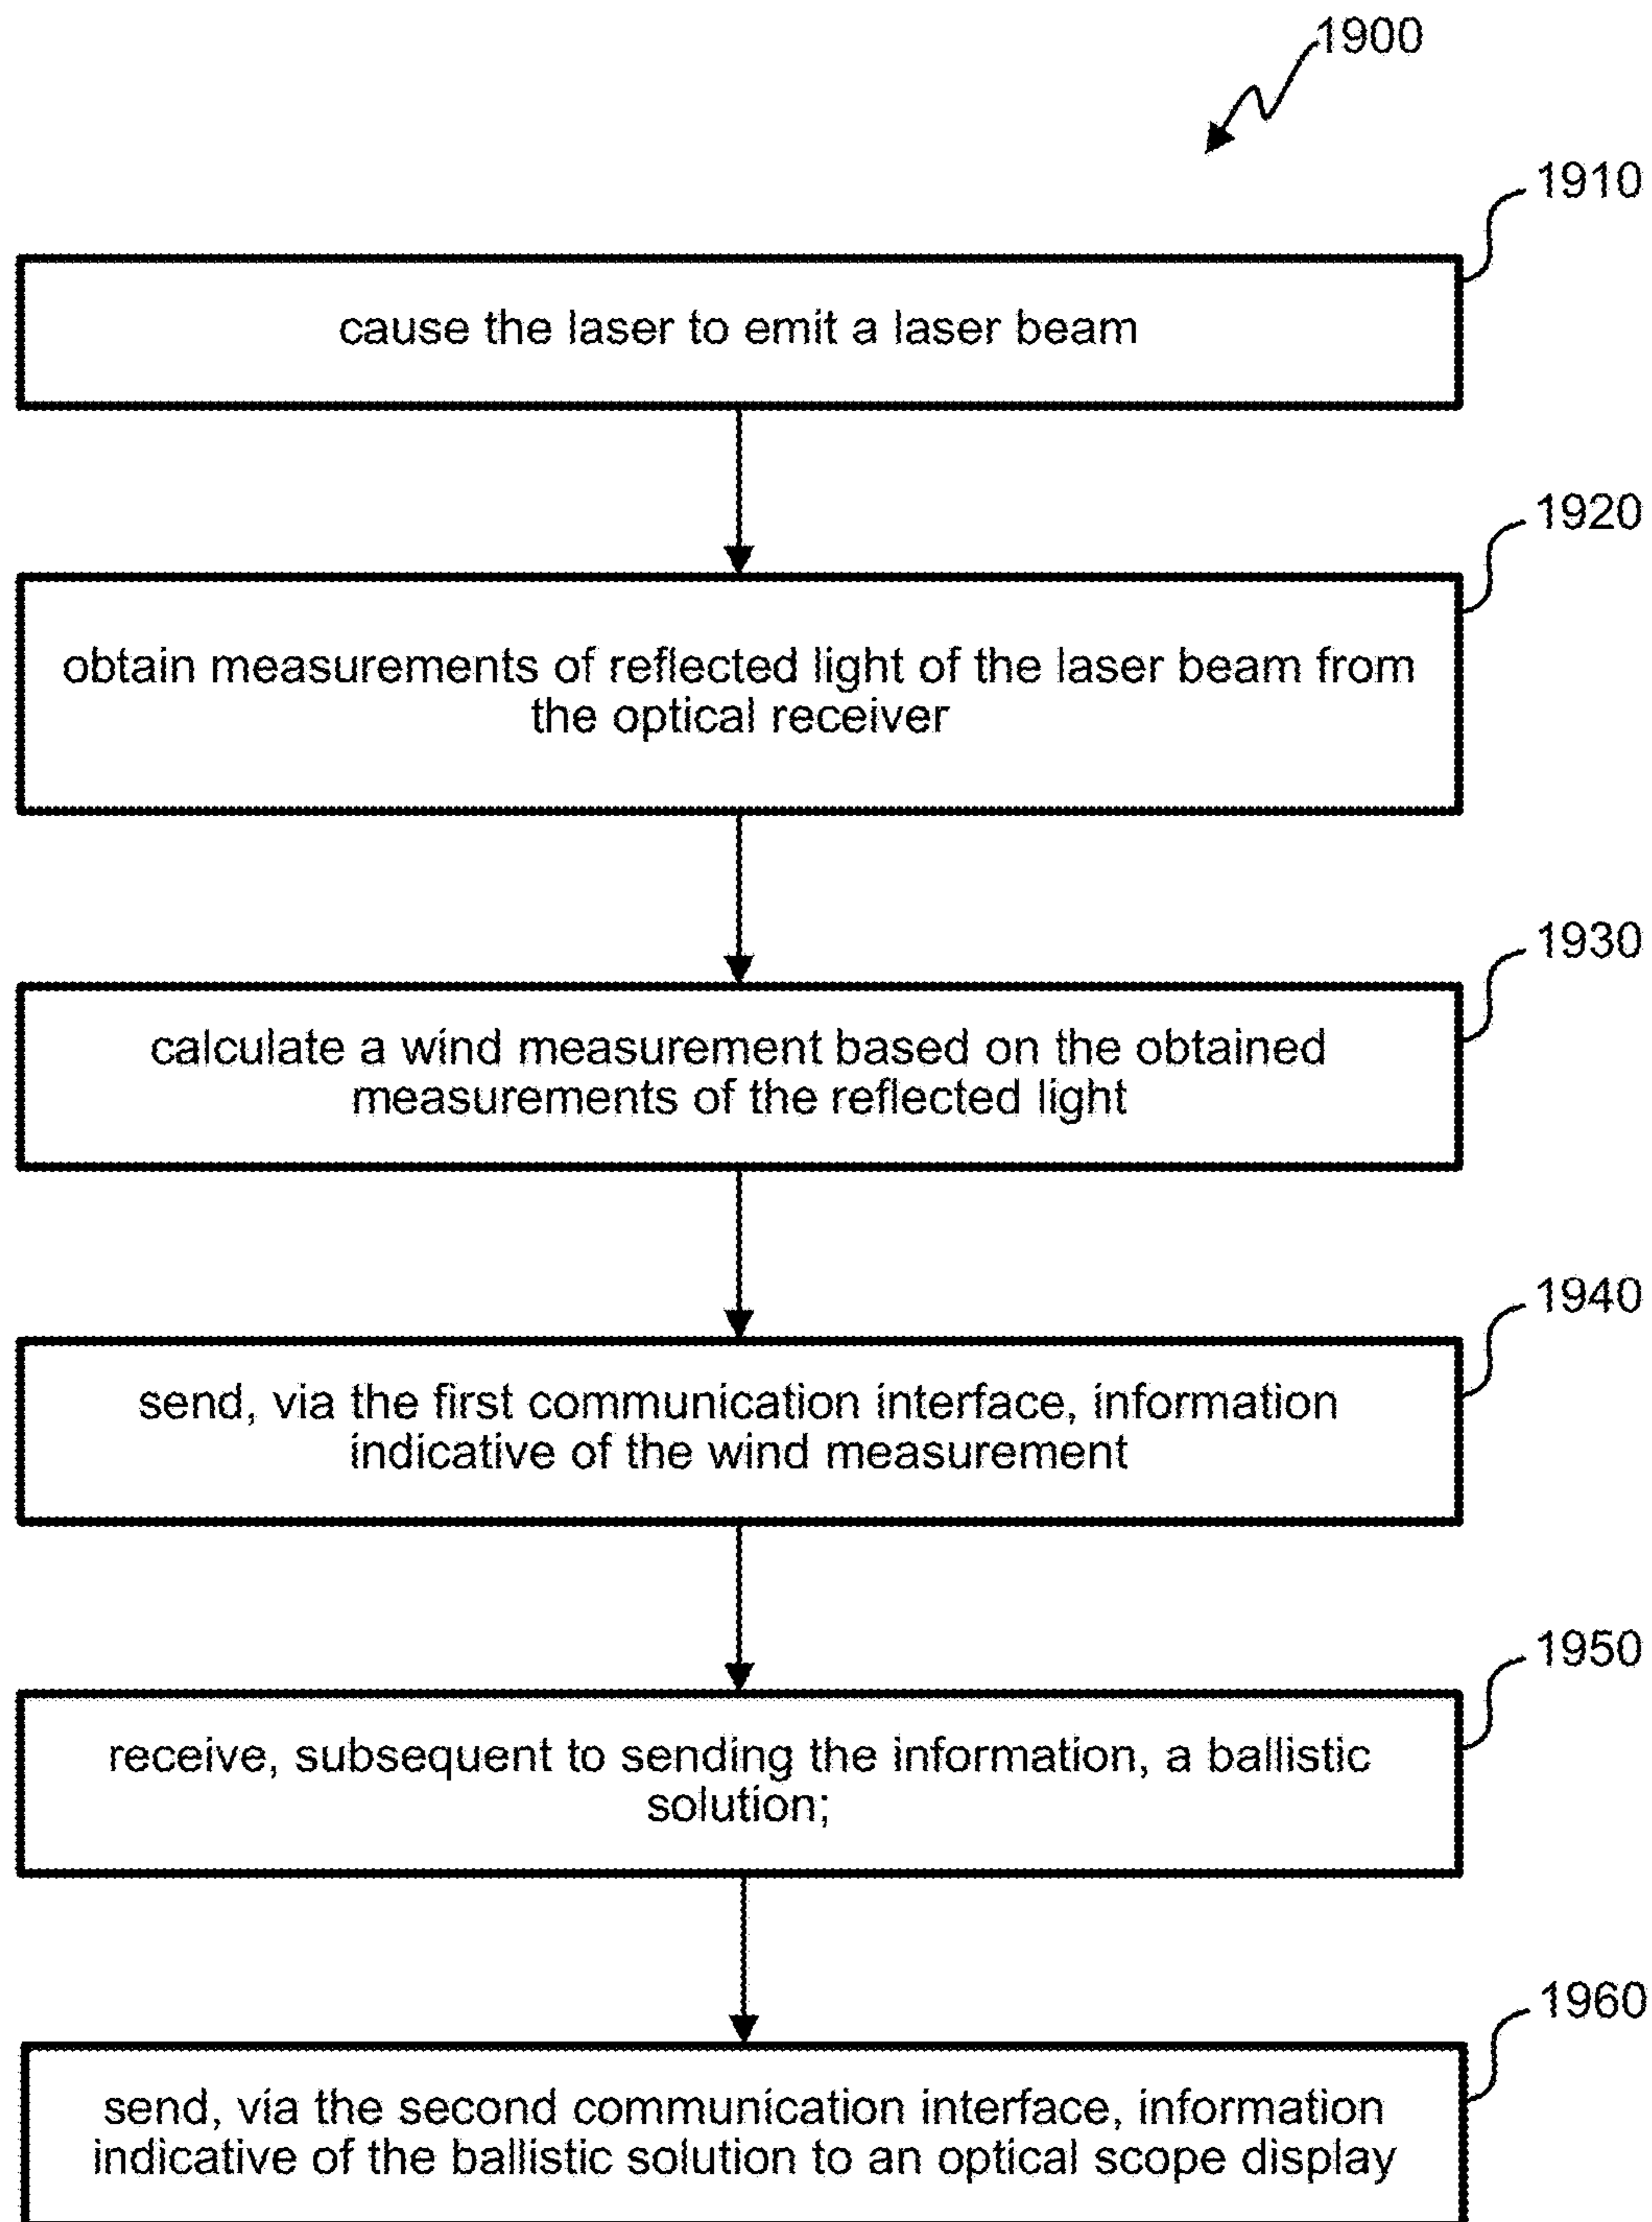 1900
1910
cause the laser to emit a laser beam
1920
obtain measurements of reflected light of the laser beam from
the optical receiver
1930
calculate a wind measurement based on the obtained
measurements of the reflected light
1940
send, via the first communication interface, information
indicative of the wind measurement
1950
receive, subsequent to sending the information, a ballistic
solution;
1960
send, via the second communication interface, information
indicative of the ballistic solution to an optical scope display